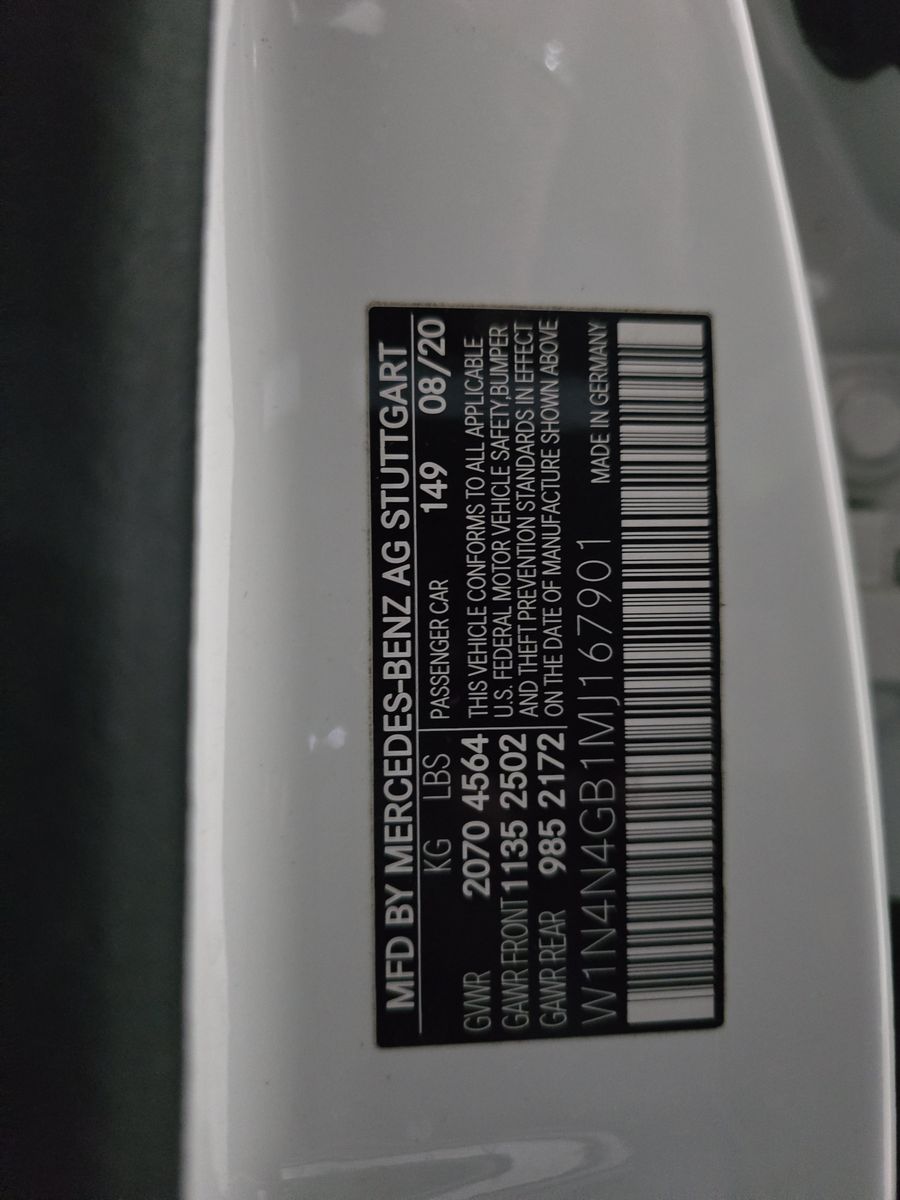 MFD BY MERCEDES-BENZ AG STUTTGART
KG LBS PASSENGER CAR 149 08/20
GVWR 2070 4564 THIS VEHICLE CONFORMS TO ALL APPLICABLE
GAWR FRONT 1135 2502 U.S. FEDERAL MOTOR VEHICLE SAFETY,BUMPER
AND THEFT PREVENTION STANDARDS IN EFFECT
GAWR REAR 985 2172 ON THE DATE OF MANUFACTURE SHOWN ABOVE
W1N4N4GB1MJ167901 MADE IN GERMANY